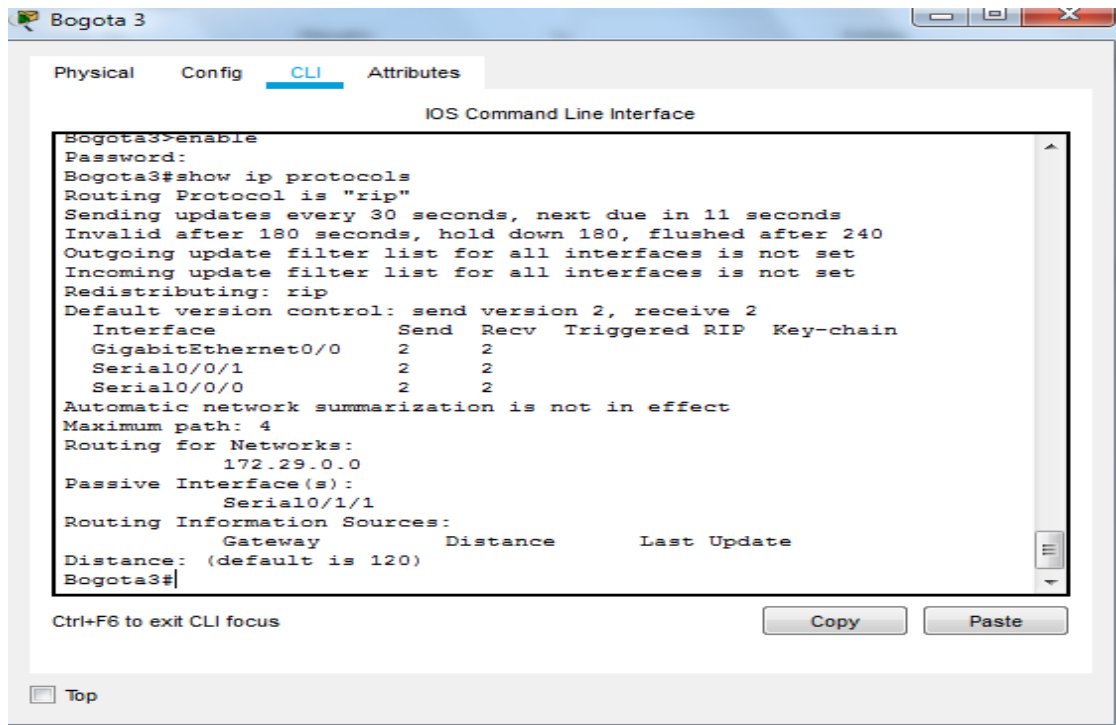 Bogota 3
Physical Config CLI Attributes
IOS Command Line Interface
Bogota3>enable
Password:
Bogota3#show ip protocols
Routing Protocol is "rip"
Sending updates every 30 seconds, next due in 11 seconds
Invalid after 180 seconds, hold down 180, flushed after 240
Outgoing update filter list for all interfaces is not set
Incoming update filter list for all interfaces is not set
Redistributing: rip
Default version control: send version 2, receive 2
Interface Send Recv Triggered RIP Key-chain
GigabitEthernet0/0 2 2
Serial0/0/1 2 2
Serial0/0/0 2 2
Automatic network summarization is not in effect
Maximum path: 4
Routing for Networks:
172.29.0.0
Passive Interface(s):
Serial0/1/1
Routing Information Sources:
Gateway Distance Last Update
Distance: (default is 120)
Bogota3#
Ctrl+F6 to exit CLI focus Copy Paste
Top